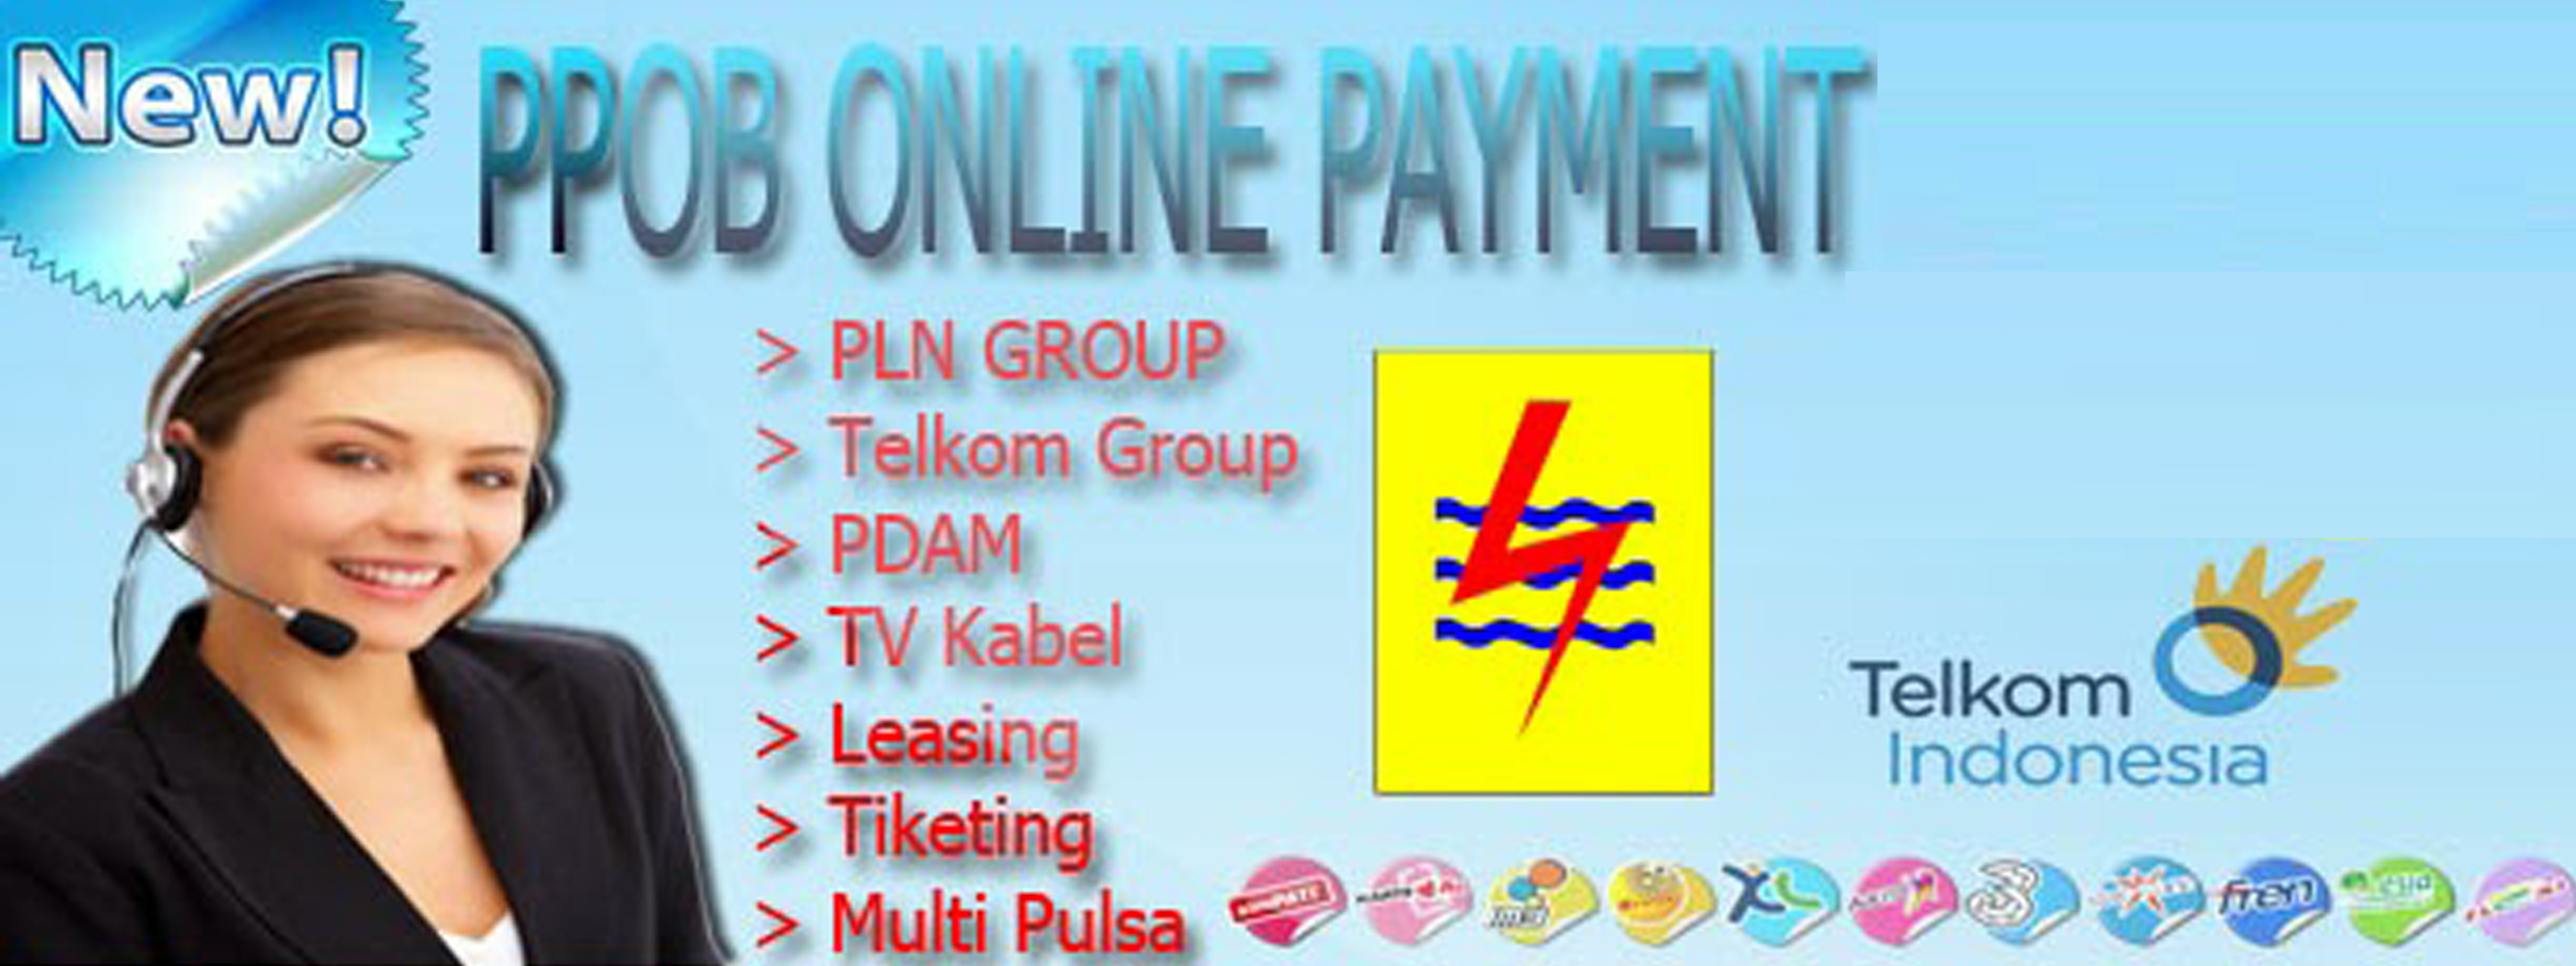 New!
PPOB ONLINE PAYMENT
> PLN GROUP
> Telkom Group
> PDAM
> TV Kabel
> Leasing
> Tiketing
> Multi Pulsa
Telkom
Indonesia
XL
3
fren